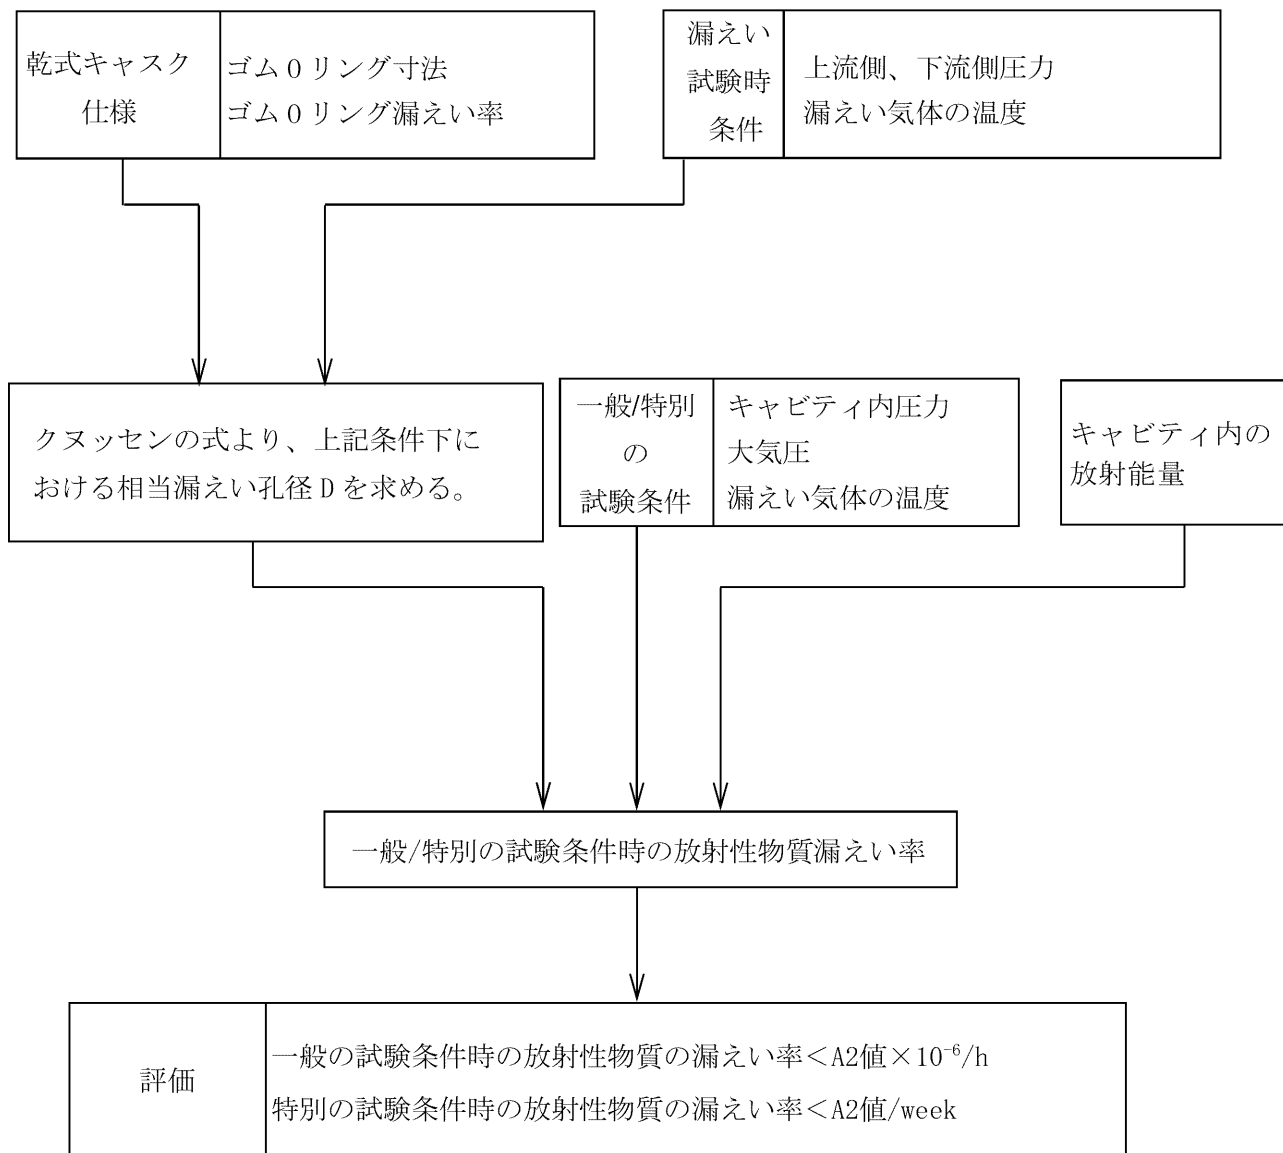 乾式キャスク
仕様
ゴムOリング寸法
ゴムOリング漏えい率
漏えい
試験時
条件
上流側、下流側圧力
漏えい気体の温度
クヌッセンの式より、上記条件下に
おける相当漏えい孔径Dを求める。
一般/特別
の
試験条件
キャビティ内圧力
大気圧
漏えい気体の温度
キャビティ内の
放射能量
一般/特別の試験条件時の放射性物質漏えい率
評価
一般の試験条件時の放射性物質の漏えい率<A2値×10⁻⁶/h
特別の試験条件時の放射性物質の漏えい率<A2値/week